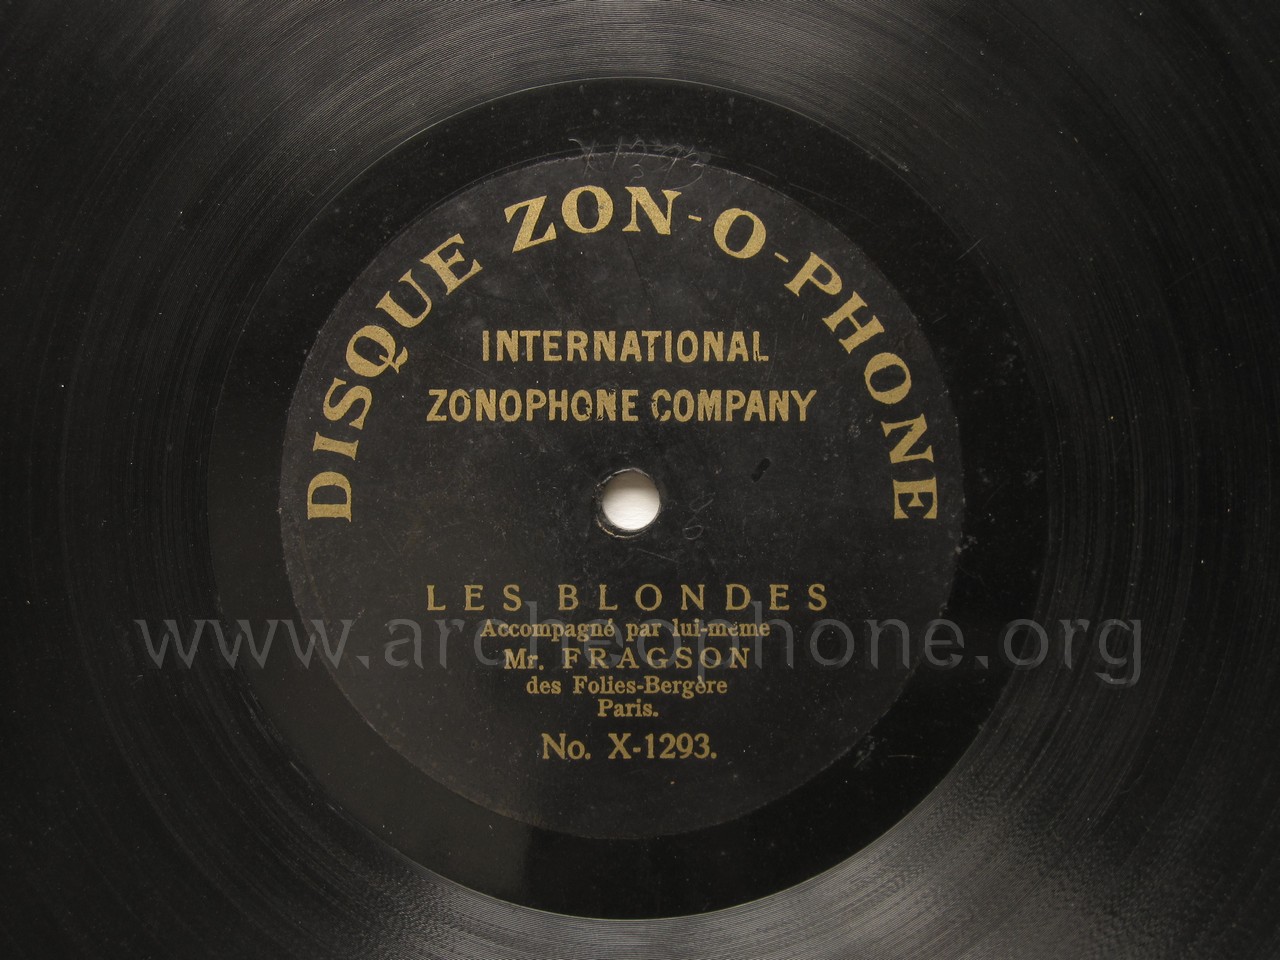 DISQUE ZON-O-PHONE
INTERNATIONAL
ZONOPHONE COMPANY
LES BLONDES
Accompagné par lui-même
www.archeophone.org
Mr. FRAGSON
des Folies-Bergère
Paris.
No. X-1293.